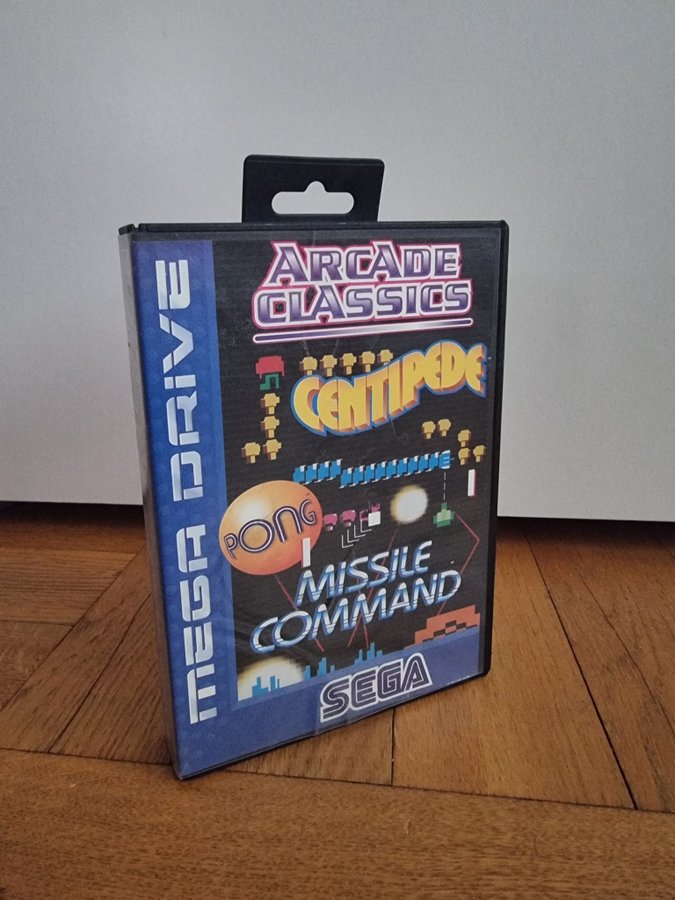 MEGA DRIVE
ARCADE
CLASSICS
CENTIPEDE
PONG
MISSILE
COMMAND
SEGA